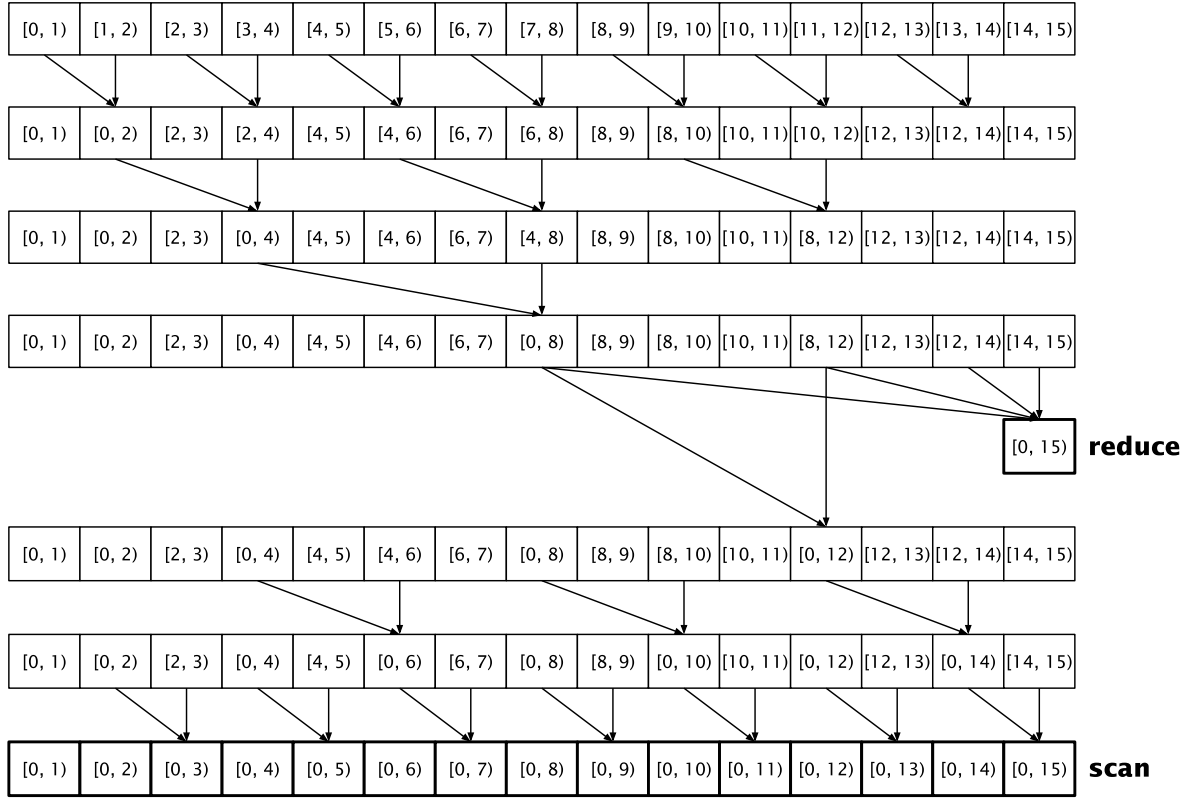 [0, 1) [1, 2) [2, 3) [3, 4) [4, 5) [5, 6) [6, 7) [7, 8) [8, 9) [9, 10) [10, 11) [11, 12) [12, 13) [13, 14) [14, 15)
[0, 1) [0, 2) [2, 3) [2, 4) [4, 5) [4, 6) [6, 7) [6, 8) [8, 9) [8, 10) [10, 11) [10, 12) [12, 13) [12, 14) [14, 15)
[0, 1) [0, 2) [2, 3) [0, 4) [4, 5) [4, 6) [6, 7) [4, 8) [8, 9) [8, 10) [10, 11) [8, 12) [12, 13) [12, 14) [14, 15)
[0, 1) [0, 2) [2, 3) [0, 4) [4, 5) [4, 6) [6, 7) [0, 8) [8, 9) [8, 10) [10, 11) [8, 12) [12, 13) [12, 14) [14, 15)
[0, 15) reduce
[0, 1) [0, 2) [2, 3) [0, 4) [4, 5) [4, 6) [6, 7) [0, 8) [8, 9) [8, 10) [10, 11) [0, 12) [12, 13) [12, 14) [14, 15)
[0, 1) [0, 2) [2, 3) [0, 4) [4, 5) [0, 6) [6, 7) [0, 8) [8, 9) [0, 10) [10, 11) [0, 12) [12, 13) [0, 14) [14, 15)
[0, 1) [0, 2) [0, 3) [0, 4) [0, 5) [0, 6) [0, 7) [0, 8) [0, 9) [0, 10) [0, 11) [0, 12) [0, 13) [0, 14) [0, 15) scan